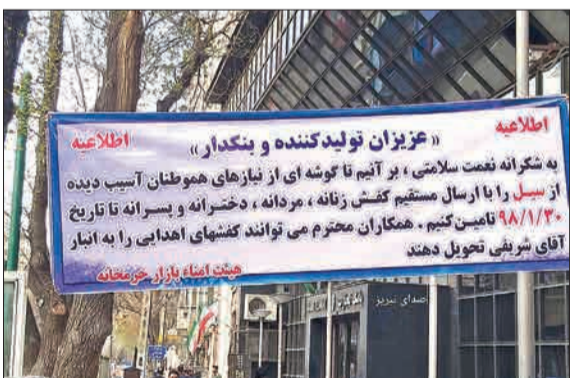 اطلاعیه
« عزیزان تولیدکننده و بنکدار »
اطلاعیه
به شکرانه نعمت سلامتی ، بر آنیم تا گوشه ای از نیازهای هموطنان آسیب دیده
از سیل را با ارسال مستقیم کفش زنانه ، مردانه ، دخترانه و پسرانه تا تاریخ
۹۸/۱/۳۰ تامین کنیم . همکاران محترم می توانند کفشهای اهدایی را به انبار
آقای شریفی تحویل دهند
هیئت امناء بازار خرمخانه
صدای تبریز